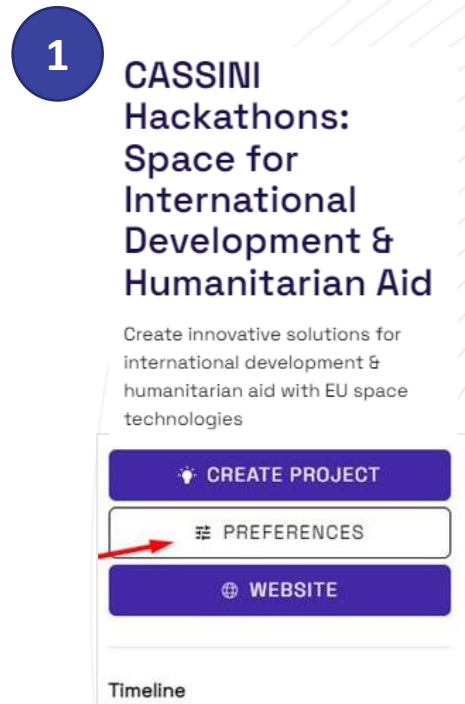 1
CASSINI
Hackathons:
Space for
International
Development &
Humanitarian Aid
Create innovative solutions for
international development &
humanitarian aid with EU space
technologies
CREATE PROJECT
PREFERENCES
WEBSITE
Timeline